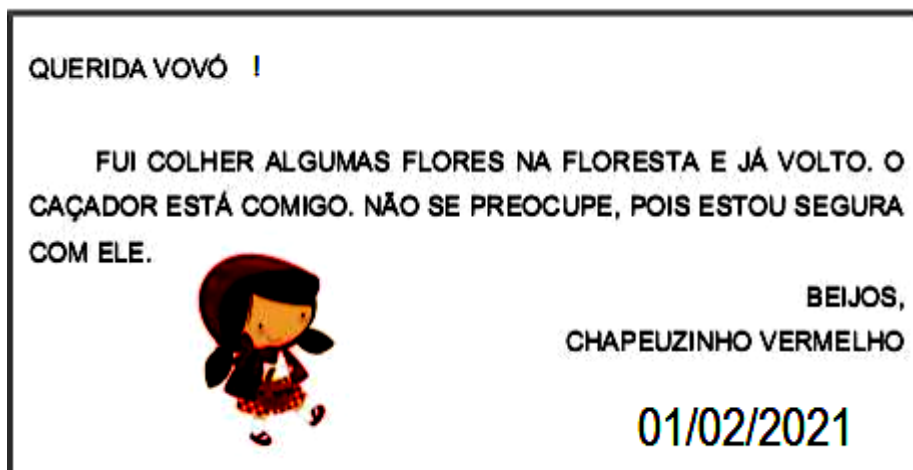 QUERIDA VOVÓ !
FUI COLHER ALGUMAS FLORES NA FLORESTA E JÁ VOLTO. O
CAÇADOR ESTÁ COMIGO. NÃO SE PREOCUPE, POIS ESTOU SEGURA
COM ELE.
BEIJOS,
CHAPEUZINHO VERMELHO
01/02/2021